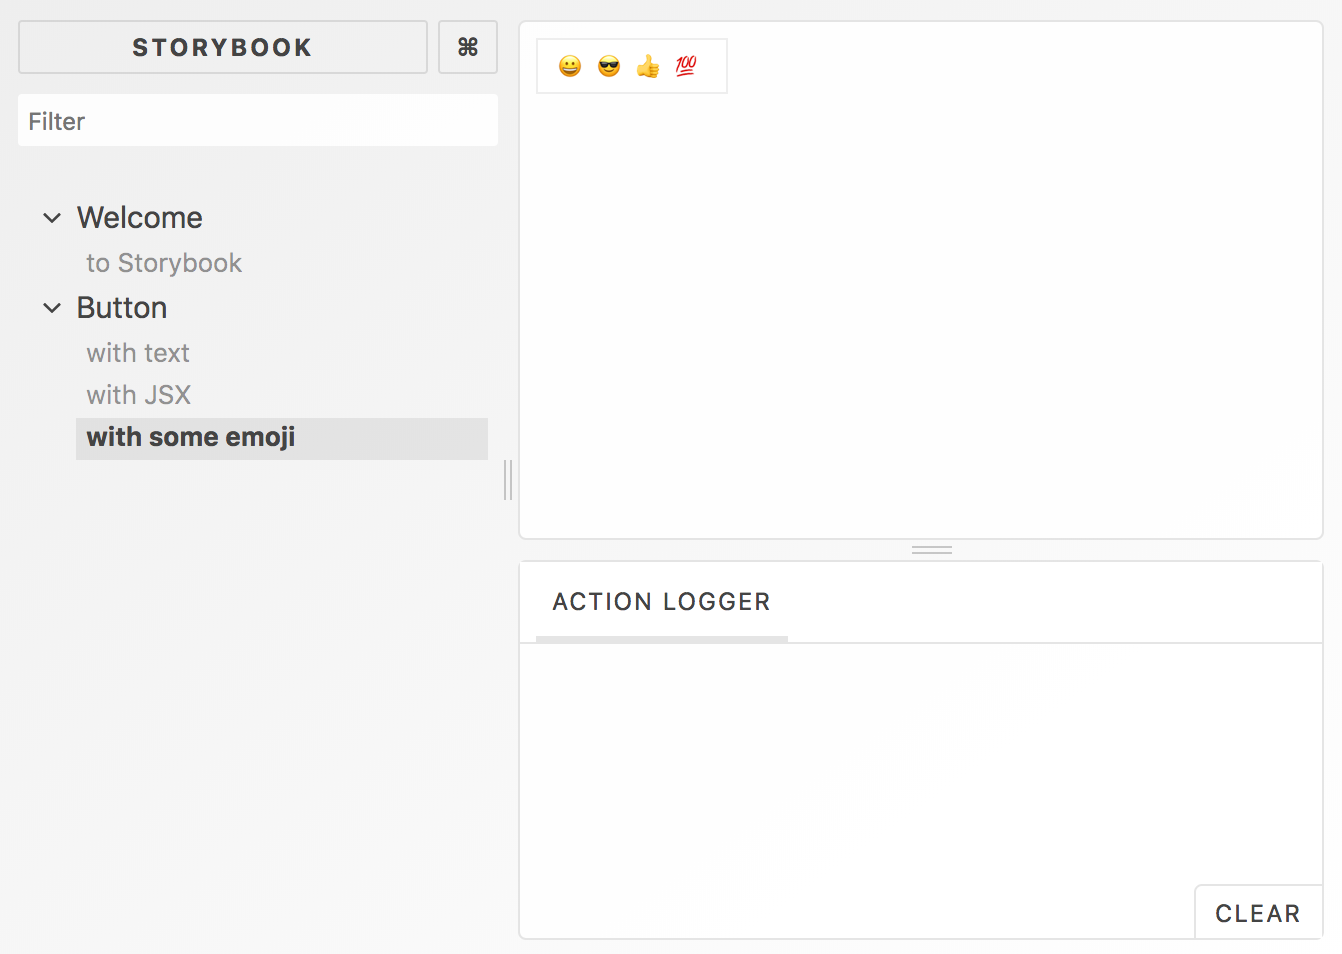 STORYBOOK ⌘
Filter
Welcome
to Storybook
Button
with text
with JSX
with some emoji
😀 😎 👍 💯
ACTION LOGGER
CLEAR